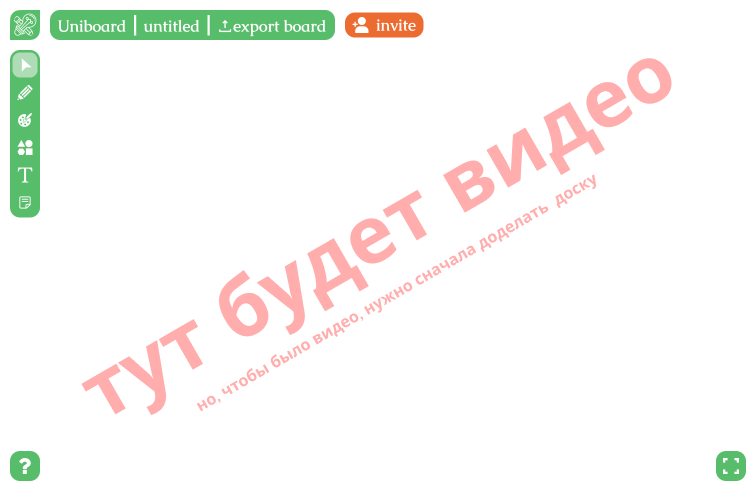 Uniboard | untitled | export board
invite
тут будет видео
но, чтобы было видео, нужно сначала доделать доску
T
?